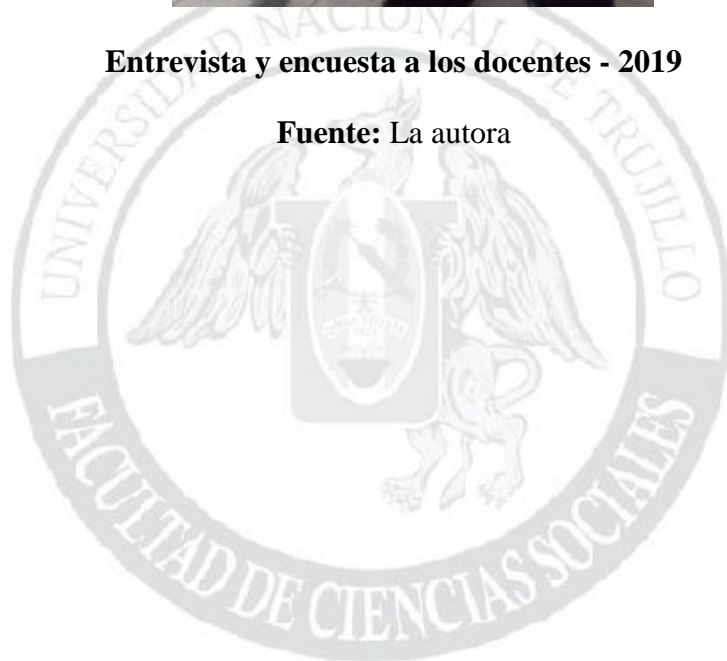 Entrevista y encuesta a los docentes - 2019
Fuente: La autora
UNIVERSIDAD NACIONAL DE TRUJILLO
FACULTAD DE CIENCIAS SOCIALES